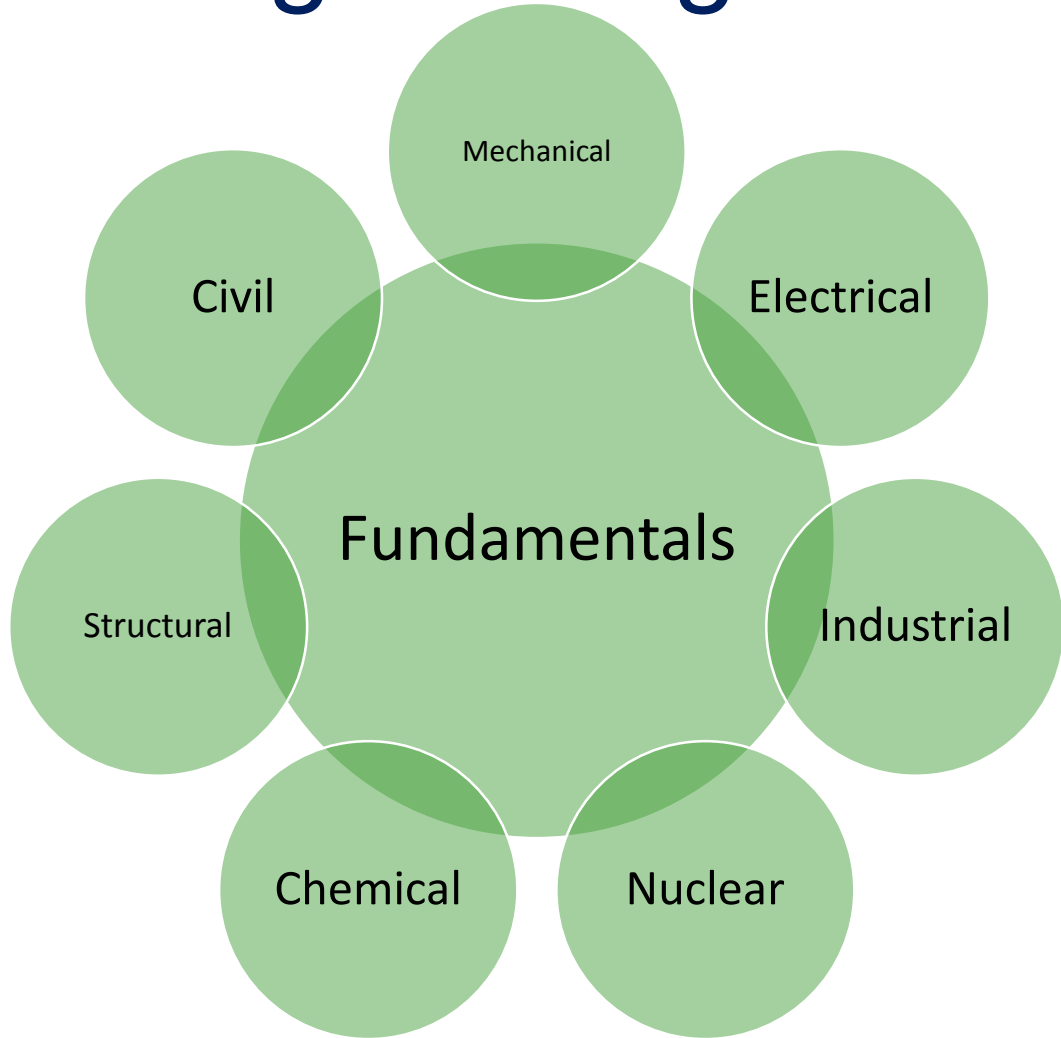 Mechanical
Civil
Electrical
Fundamentals
Structural
Industrial
Chemical
Nuclear